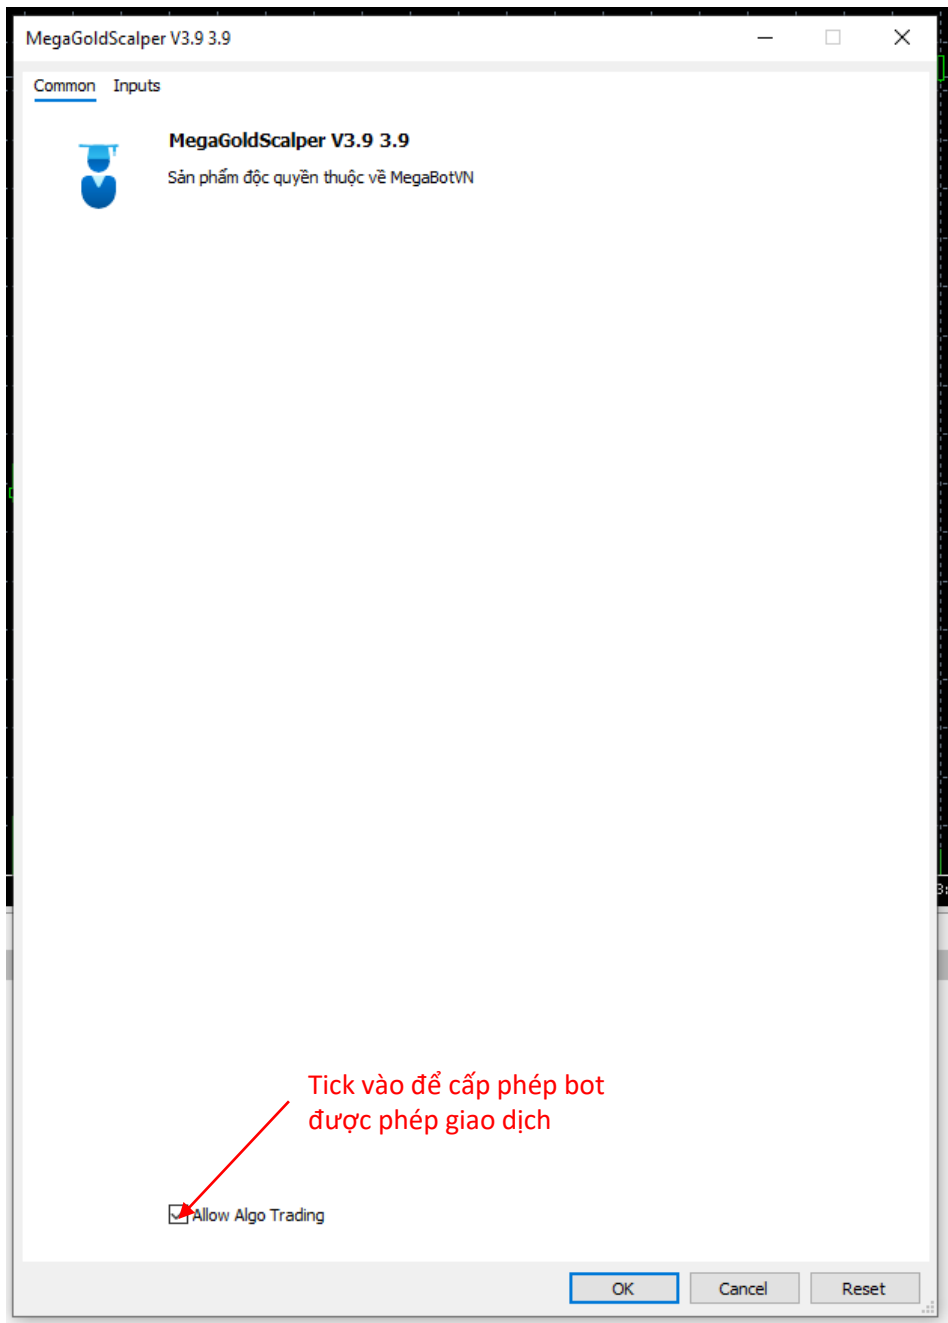 MegaGoldScalper V3.9 3.9
Common Inputs
MegaGoldScalper V3.9 3.9
Sản phẩm độc quyền thuộc về MegaBotVN
3:
Tick vào để cấp phép bot
được phép giao dịch
Allow Algo Trading
OK Cancel Reset